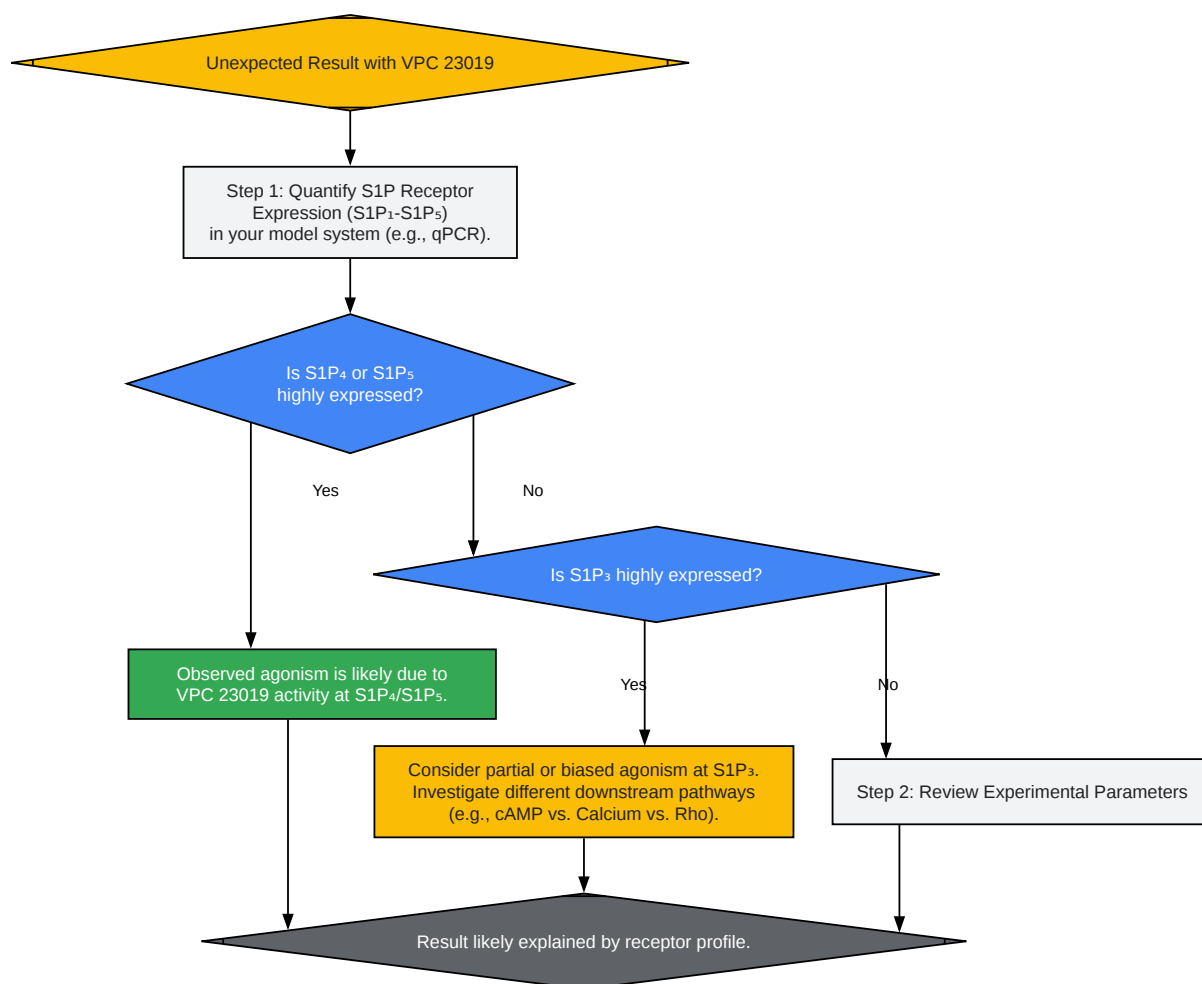 Unexpected Result with VPC 23019
Step 1: Quantify S1P Receptor
Expression (S1P₁-S1P₅)
in your model system (e.g., qPCR).
Is S1P₄ or S1P₅
highly expressed?
Yes
No
Is S1P₃ highly expressed?
Observed agonism is likely due to
VPC 23019 activity at S1P₄/S1P₅.
Yes
No
Consider partial or biased agonism at S1P₃.
Investigate different downstream pathways
(e.g., cAMP vs. Calcium vs. Rho).
Step 2: Review Experimental Parameters
Result likely explained by receptor profile.